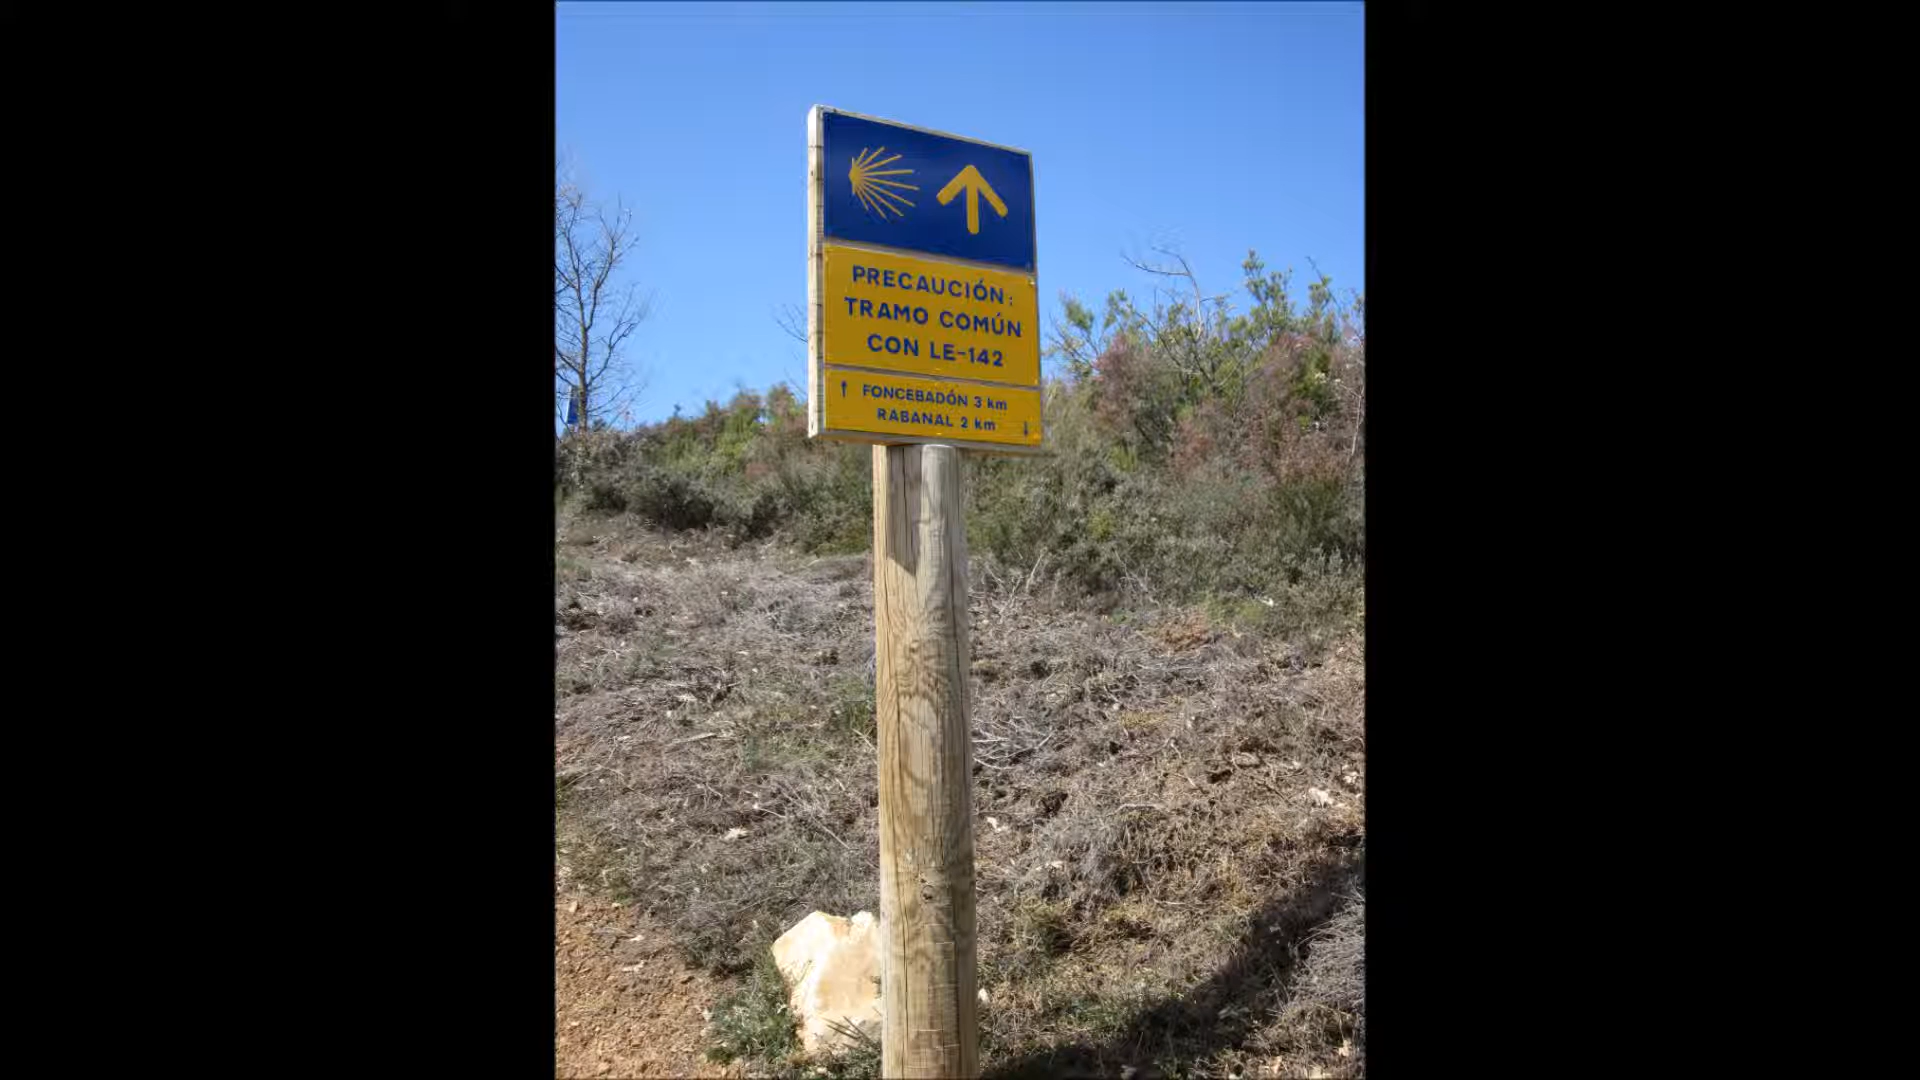 PRECAUCIÓN:
TRAMO COMÚN
CON LE-142
FONCEBADÓN 3 km
RABANAL 2 km